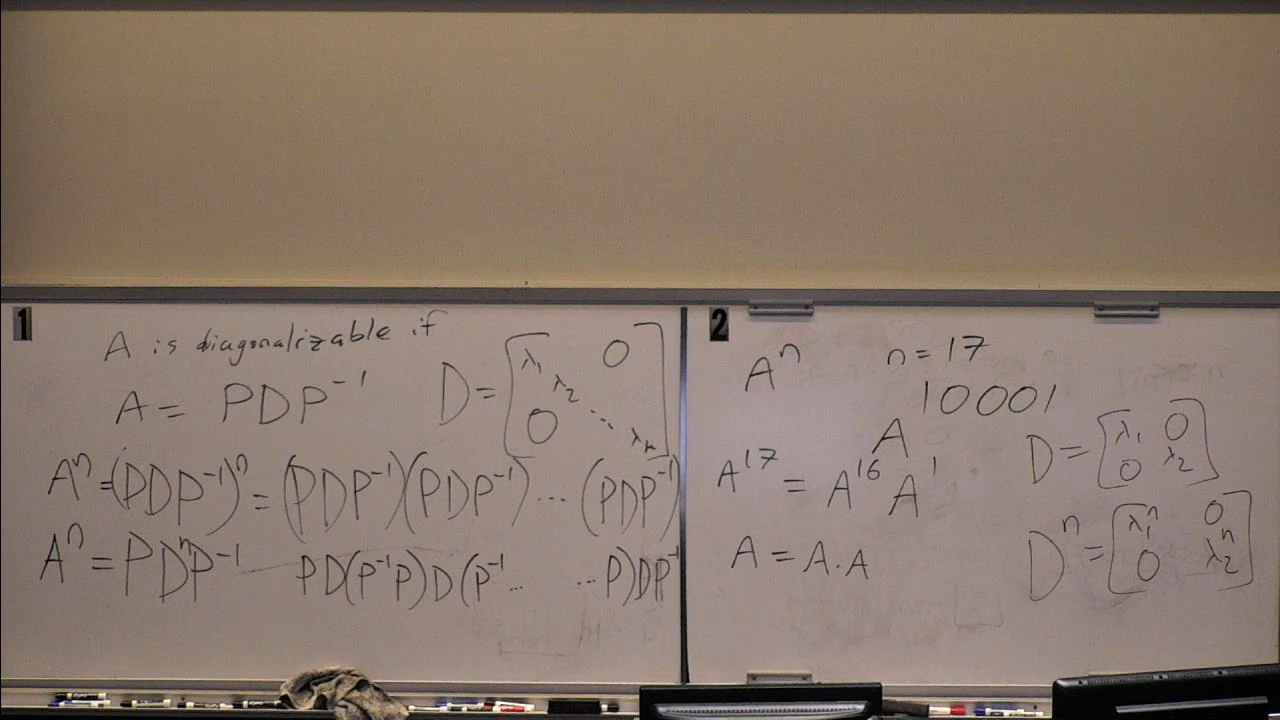 1
A is diagonalizable if
A = PDP⁻¹ D = [λ₁ 0 λ₂ ⋱ 0 λₖ]
Aⁿ = (PDP⁻¹)ⁿ = (PDP⁻¹)(PDP⁻¹) ... (PDP⁻¹)
Aⁿ = PDⁿP⁻¹ PD(P⁻¹P)D(P⁻¹... ...P)DP⁻¹
2
Aⁿ n = 17
10001
A
A¹⁷ = A¹⁶ A¹
A = A.A
D = [λ₁ 0
0 λ₂]
Dⁿ = [λ₁ⁿ 0
0 λ₂ⁿ]